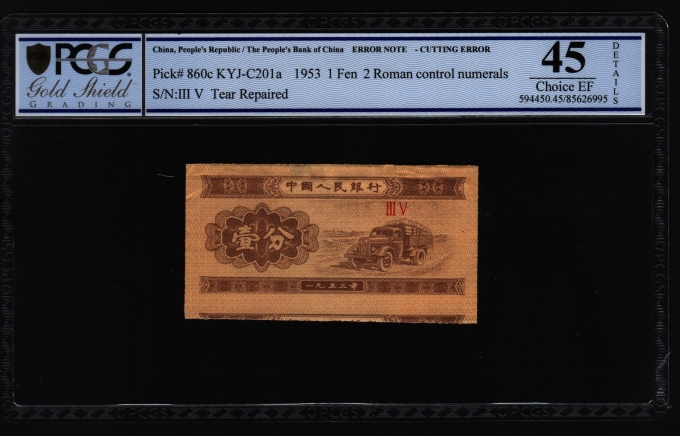 PCGS
Gold Shield
GRADING
China, People's Republic / The People's Bank of China ERROR NOTE - CUTTING ERROR
Pick# 860c KYJ-C201a 1953 1 Fen 2 Roman control numerals
S/N:III V Tear Repaired
45
Choice EF
594450.45/85626995
DETAILS
中國人民銀行
III V
壹分
一九五三年